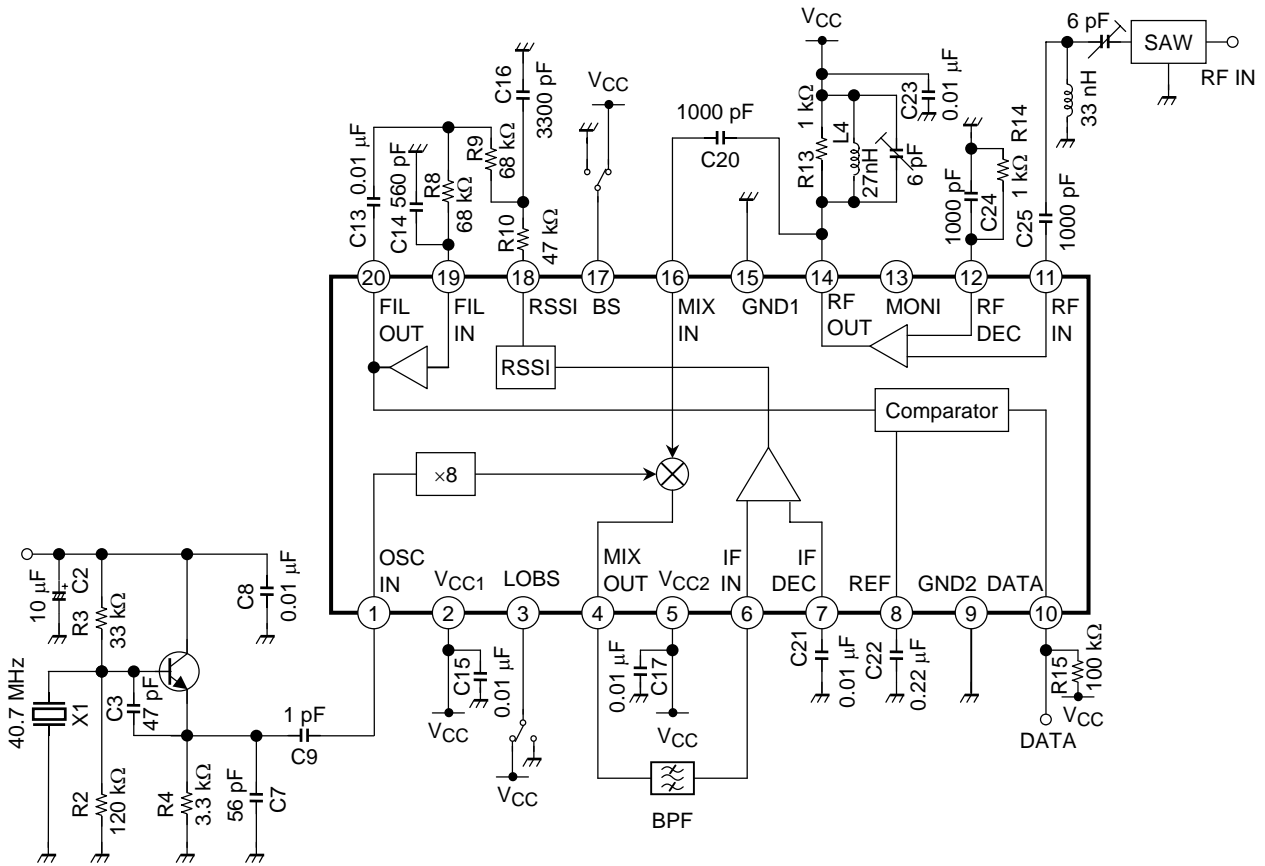 VCC
6 pF
SAW
RF IN
33 nH
C16
3300 pF
VCC
1000 pF
C20
1 kΩ
R13
L4
27nH
6 pF
C23
0.01 μF
1000 pF
C24
1 kΩ
R14
C25
1000 pF
C13 0.01 μF
C14 560 pF
R8
68 kΩ
R9
68 kΩ
R10
47 kΩ
20
19
18
17
16
15
14
13
12
11
FIL OUT
FIL IN
RSSI
BS
MIX IN
GND1
RF OUT
MONI
RF DEC
RF IN
RSSI
Comparator
×8
OSC IN
VCC1
LOBS
MIX OUT
VCC2
IF IN
IF DEC
REF
GND2
DATA
1
2
3
4
5
6
7
8
9
10
10 μF
+
C2
R3
33 kΩ
C8
0.01 μF
40.7 MHz
X1
C3
47 pF
R2
120 kΩ
R4
3.3 kΩ
56 pF
C7
1 pF
C9
C15
0.01 μF
VCC
VCC
0.01 μF
C17
VCC
BPF
C21
0.01 μF
C22
0.22 μF
R15
100 kΩ
VCC
DATA